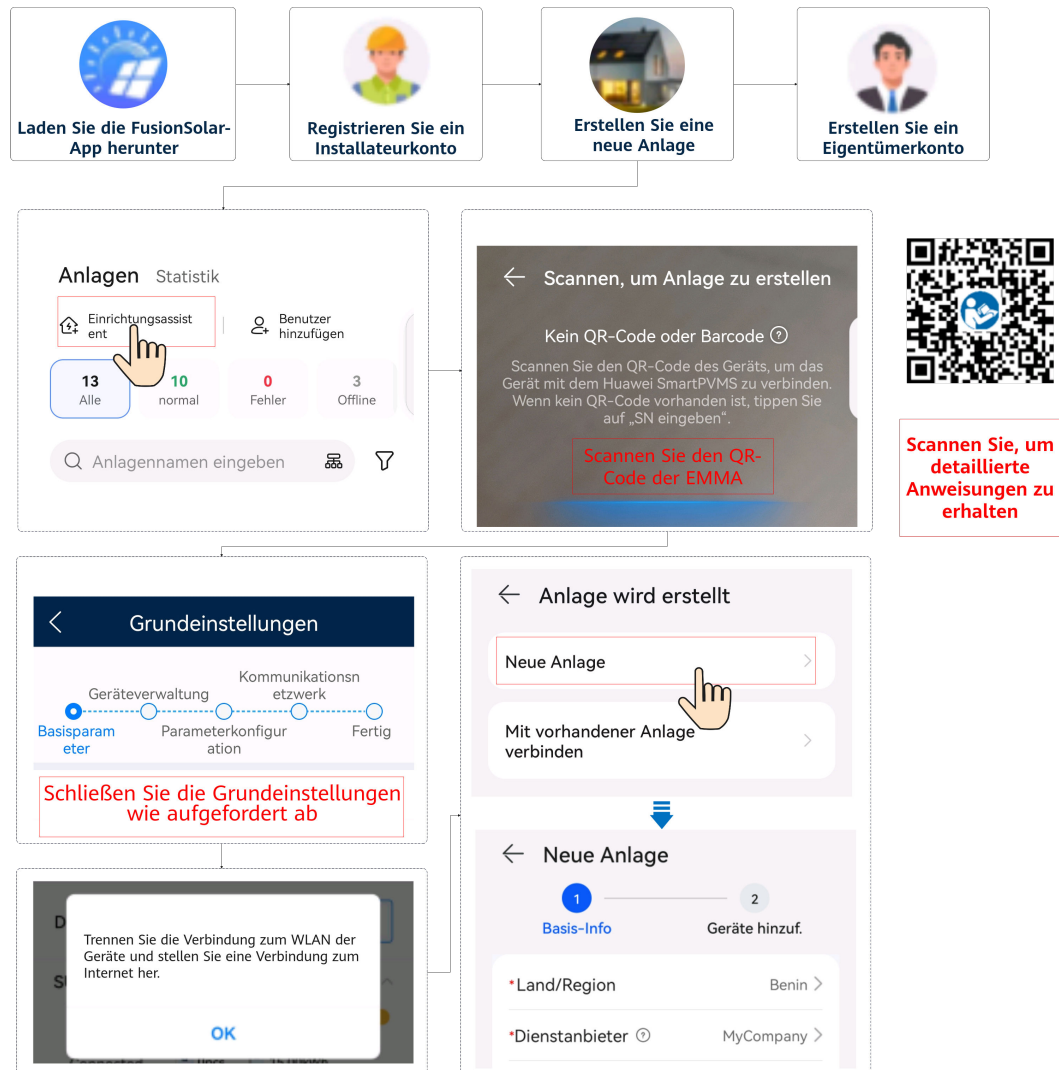 Laden Sie die FusionSolar-
App herunter
Registrieren Sie ein
Installateurkonto
Erstellen Sie eine
neue Anlage
Erstellen Sie ein
Eigentümerkonto
Anlagen Statistik
Einrichtungsassist
ent
Benutzer
hinzufügen
13
Alle
10
normal
0
Fehler
3
Offline
Anlagennamen eingeben
Scannen, um Anlage zu erstellen
Kein QR-Code oder Barcode
Scannen Sie den QR-Code des Geräts, um das
Gerät mit dem Huawei SmartPVMS zu verbinden.
Wenn kein QR-Code vorhanden ist, tippen Sie
auf „SN eingeben".
Scannen Sie den QR-
Code der EMMA
Scannen Sie, um
detaillierte
Anweisungen zu
erhalten
Grundeinstellungen
Basisparam
eter
Geräteverwaltung
Parameterkonfigur
ation
Kommunikationsn
etzwerk
Fertig
Schließen Sie die Grundeinstellungen
wie aufgefordert ab
Trennen Sie die Verbindung zum WLAN der
Geräte und stellen Sie eine Verbindung zum
Internet her.
OK
Anlage wird erstellt
Neue Anlage
Mit vorhandener Anlage
verbinden
Neue Anlage
1
Basis-Info
2
Geräte hinzuf.
*Land/Region Benin
*Dienstanbieter MyCompany